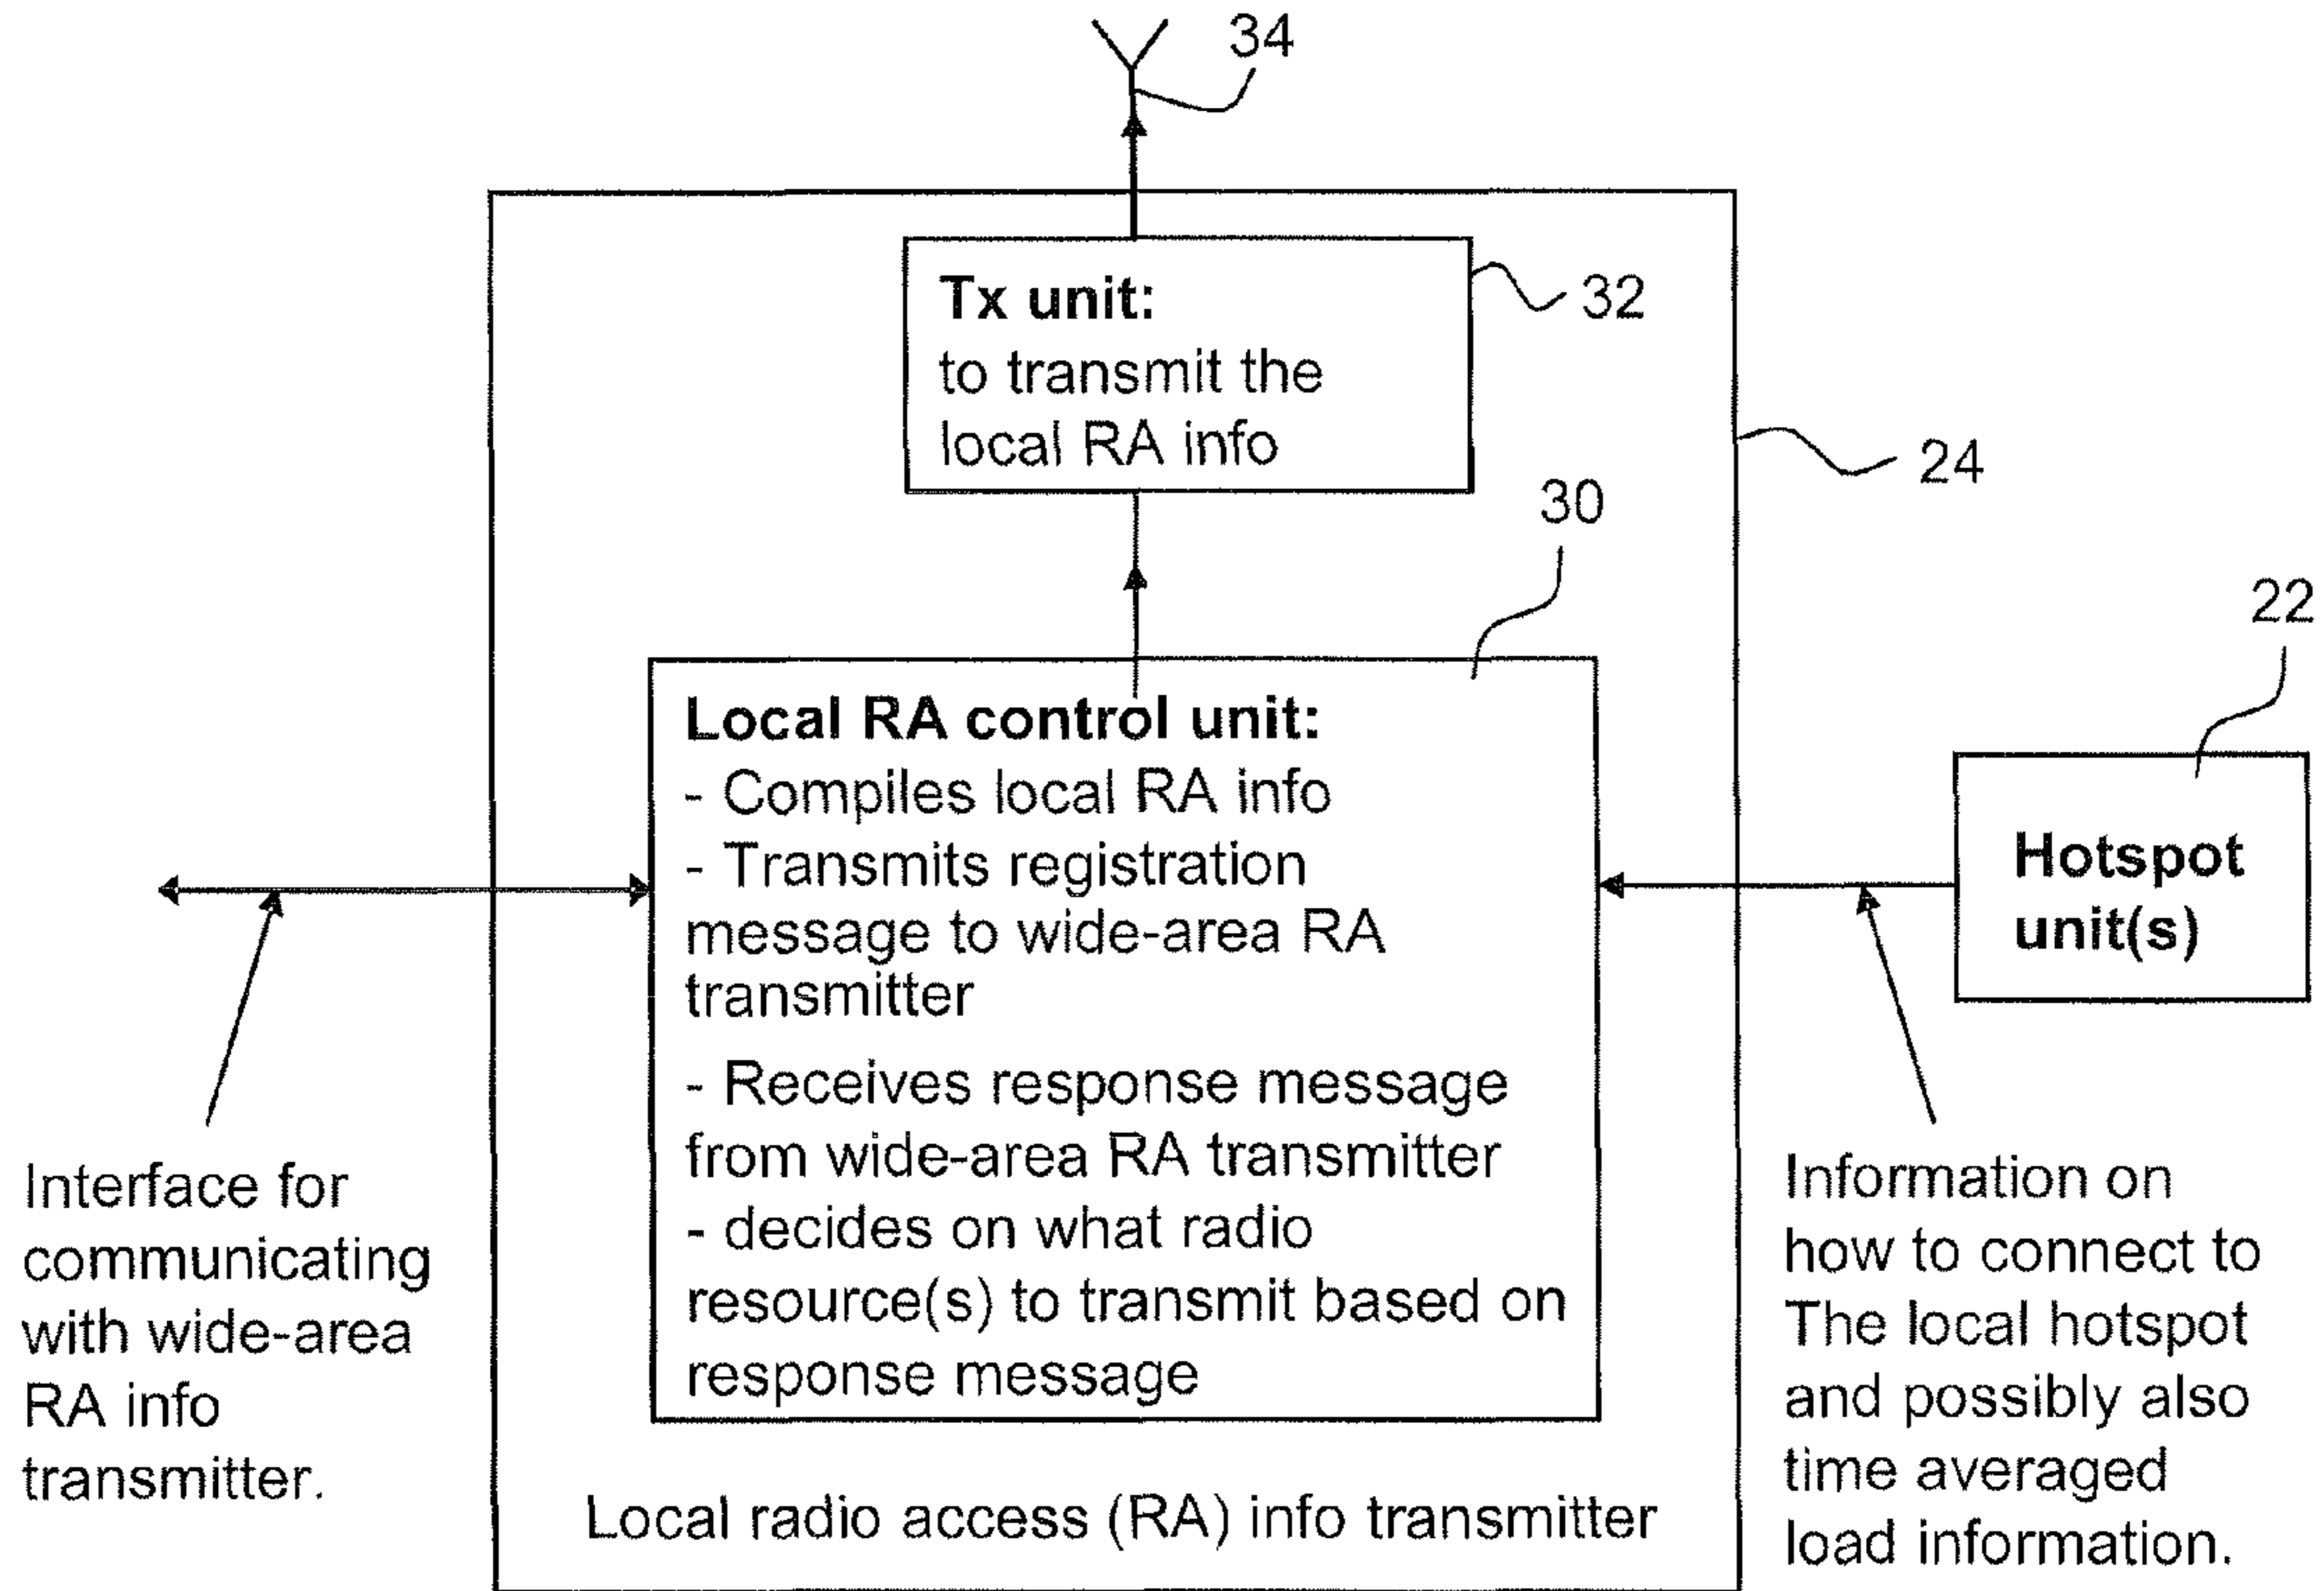 34
Tx unit:
to transmit the
local RA info
32
24
30
22
Local RA control unit:
- Compiles local RA info
- Transmits registration
message to wide-area RA
transmitter
- Receives response message
from wide-area RA transmitter
- decides on what radio
resource(s) to transmit based on
response message
Hotspot
unit(s)
Interface for
communicating
with wide-area
RA info
transmitter.
Information on
how to connect to
The local hotspot
and possibly also
time averaged
load information.
Local radio access (RA) info transmitter